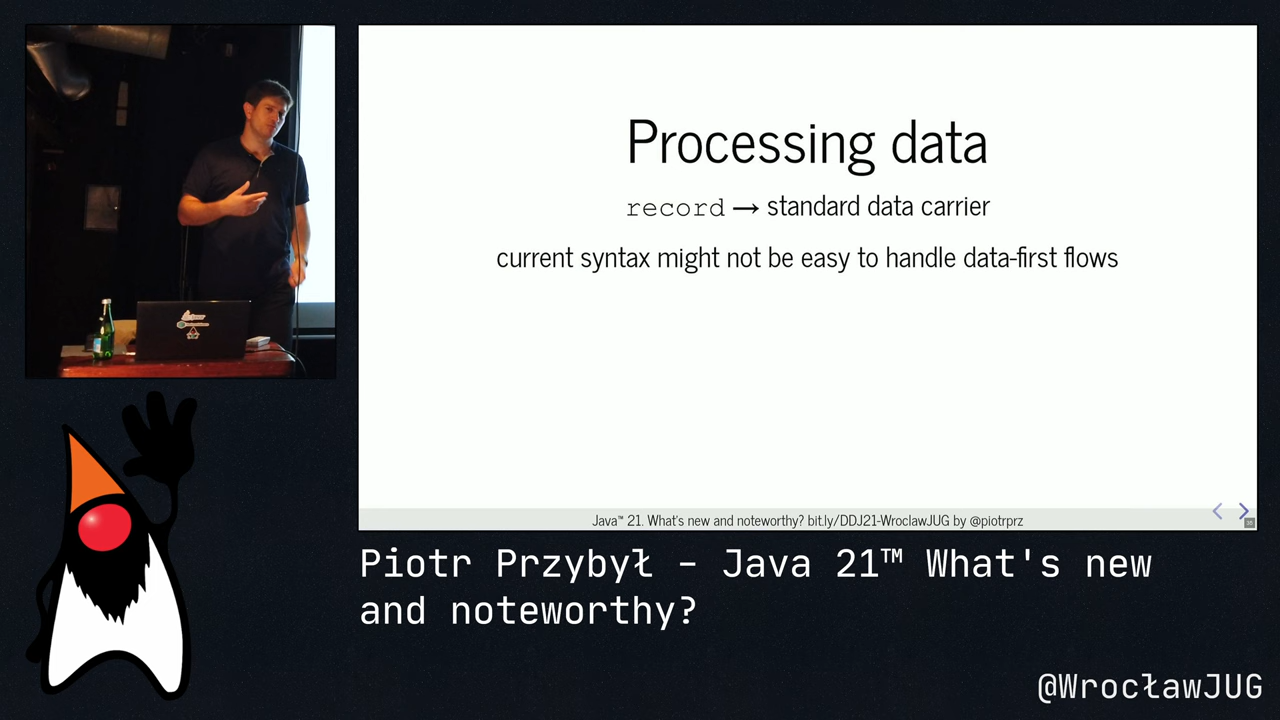 Processing data
record → standard data carrier
current syntax might not be easy to handle data-first flows
Java™ 21. What's new and noteworthy? bit.ly/DDJ21-WroclawJUG by @piotrprz
Piotr Przybył – Java 21™ What's new
and noteworthy?
@WrocławJUG